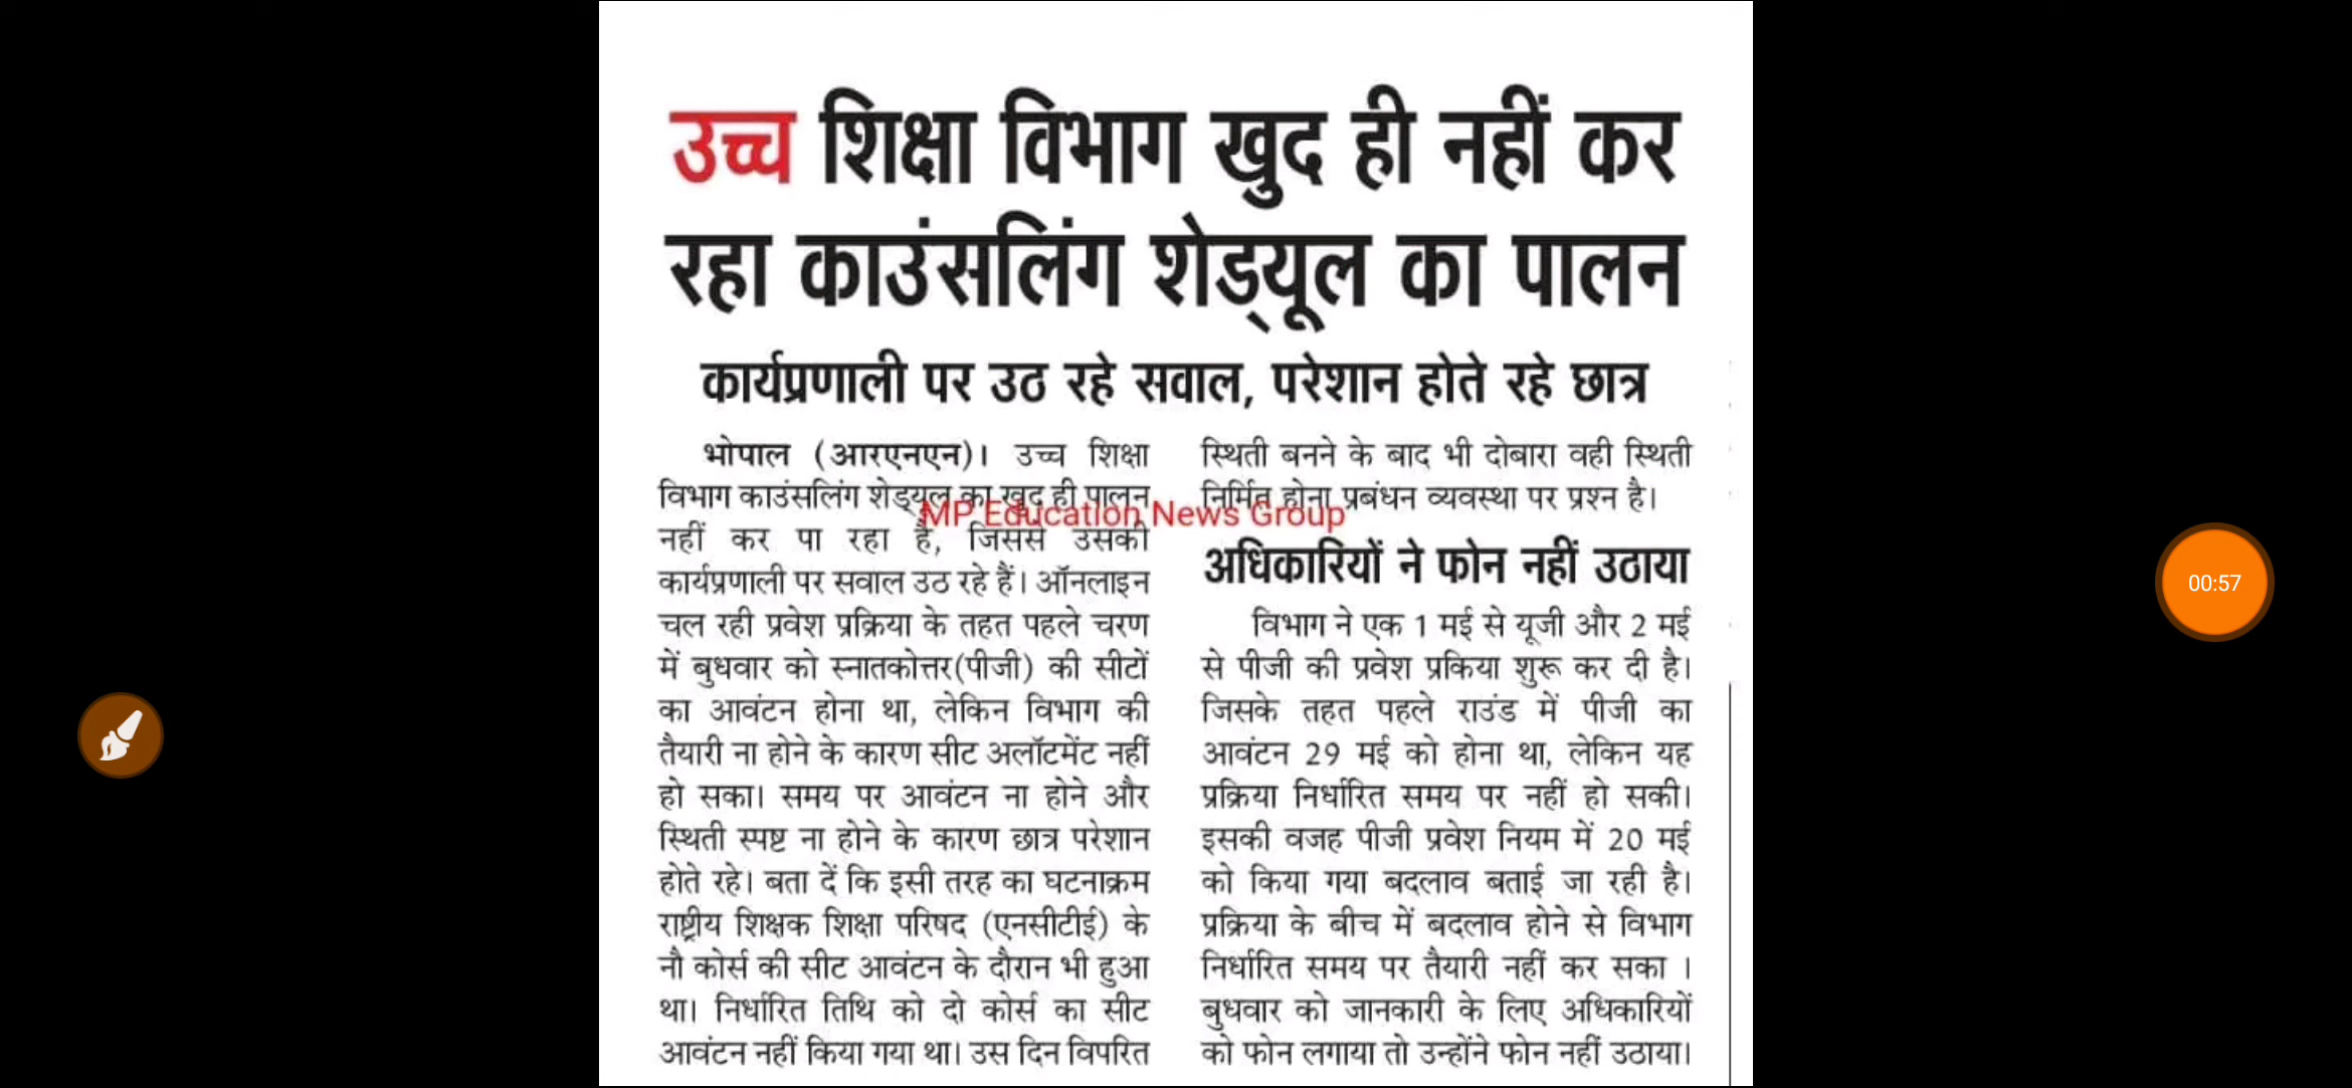 उच्च शिक्षा विभाग खुद ही नहीं कर
रहा काउंसलिंग शेड्यूल का पालन
कार्यप्रणाली पर उठ रहे सवाल, परेशान होते रहे छात्र
भोपाल (आरएनएन)। उच्च शिक्षा
विभाग काउंसलिंग शेड्यूल का खुद ही पालन
नहीं कर पा रहा है, जिससे उसकी
कार्यप्रणाली पर सवाल उठ रहे हैं। ऑनलाइन
चल रही प्रवेश प्रक्रिया के तहत पहले चरण
में बुधवार को स्नातकोत्तर(पीजी) की सीटों
का आवंटन होना था, लेकिन विभाग की
तैयारी ना होने के कारण सीट अलॉटमेंट नहीं
हो सका। समय पर आवंटन ना होने और
स्थिती स्पष्ट ना होने के कारण छात्र परेशान
होते रहे। बता दें कि इसी तरह का घटनाक्रम
राष्ट्रीय शिक्षक शिक्षा परिषद (एनसीटीई) के
नौ कोर्स की सीट आवंटन के दौरान भी हुआ
था। निर्धारित तिथि को दो कोर्स का सीट
आवंटन नहीं किया गया था। उस दिन विपरित
स्थिती बनने के बाद भी दोबारा वही स्थिती
निर्मित होना प्रबंधन व्यवस्था पर प्रश्न है।
MP Education News Group
अधिकारियों ने फोन नहीं उठाया
विभाग ने एक 1 मई से यूजी और 2 मई
से पीजी की प्रवेश प्रकिया शुरू कर दी है।
जिसके तहत पहले राउंड में पीजी का
आवंटन 29 मई को होना था, लेकिन यह
प्रक्रिया निर्धारित समय पर नहीं हो सकी।
इसकी वजह पीजी प्रवेश नियम में 20 मई
को किया गया बदलाव बताई जा रही है।
प्रक्रिया के बीच में बदलाव होने से विभाग
निर्धारित समय पर तैयारी नहीं कर सका ।
बुधवार को जानकारी के लिए अधिकारियों
को फोन लगाया तो उन्होंने फोन नहीं उठाया।
00:57